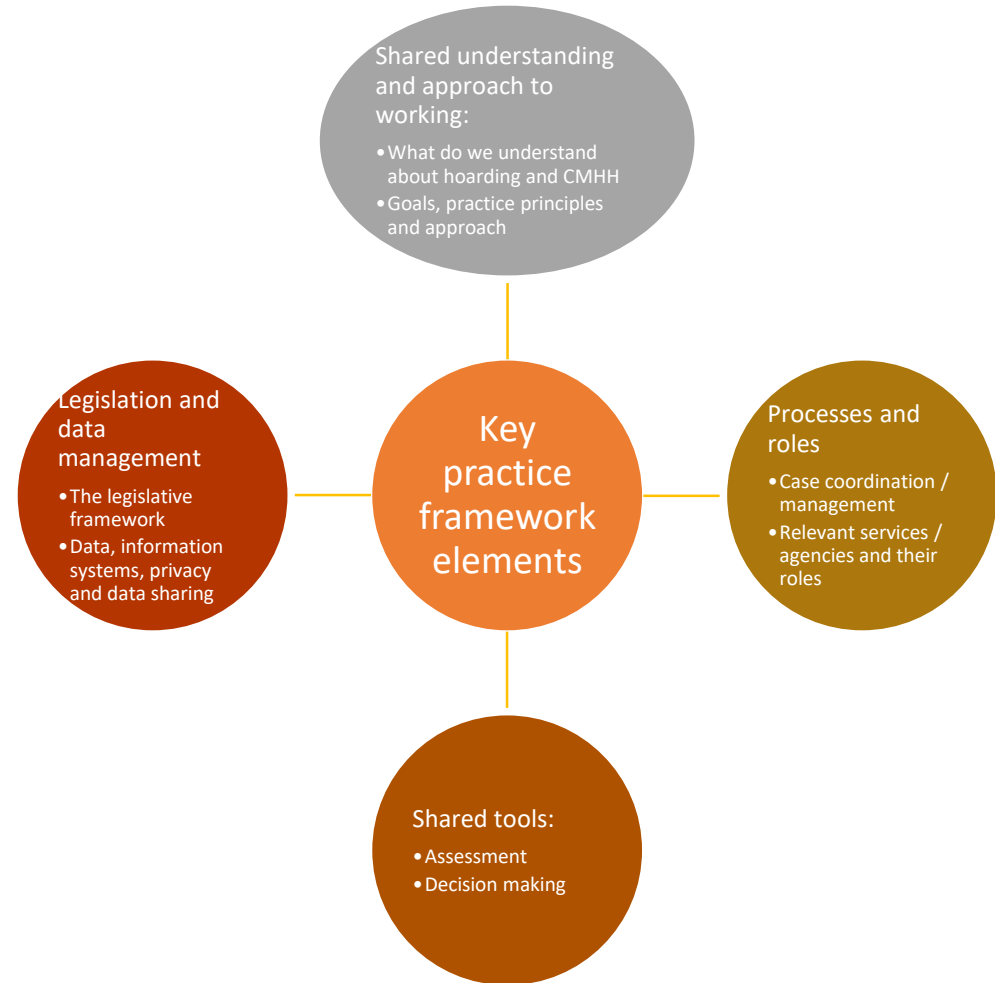 Shared understanding
and approach to
working:
•What do we understand
about hoarding and CMHH
•Goals, practice principles
and approach
Legislation and
data
management
•The legislative
framework
•Data, information
systems, privacy
and data sharing
Key
practice
framework
elements
Processes and
roles
•Case coordination /
management
•Relevant services /
agencies and their
roles
Shared tools:
•Assessment
•Decision making